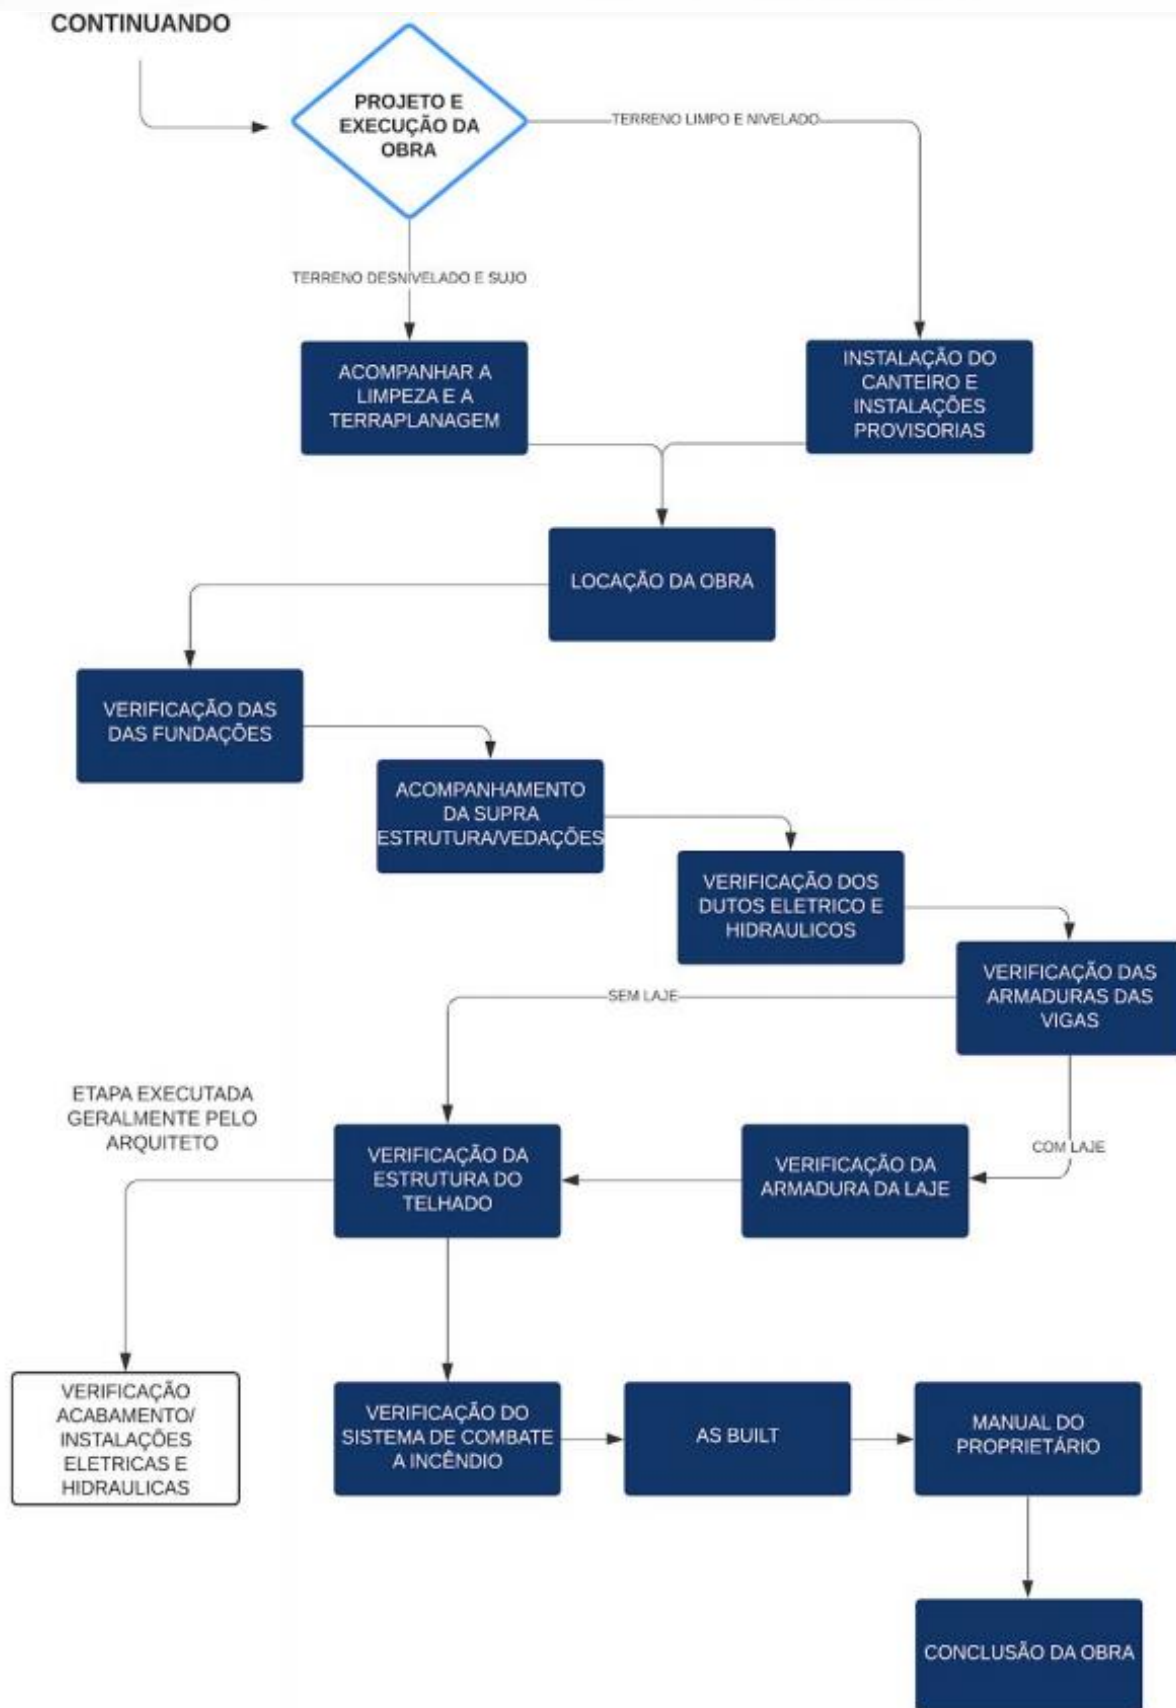 CONTINUANDO
PROJETO E
EXECUÇÃO DA
OBRA
TERRENO LIMPO E NIVELADO
TERRENO DESNIVELADO E SUJO
ACOMPANHAR A
LIMPEZA E A
TERRAPLANAGEM
INSTALAÇÃO DO
CANTEIRO E
INSTALAÇÕES
PROVISORIAS
LOCAÇÃO DA OBRA
VERIFICAÇÃO DAS
DAS FUNDAÇÕES
ACOMPANHAMENTO
DA SUPRA
ESTRUTURA/VEDAÇÕES
VERIFICAÇÃO DOS
DUTOS ELETRICO E
HIDRAULICOS
VERIFICAÇÃO DAS
ARMADURAS DAS
VIGAS
SEM LAJE
COM LAJE
ETAPA EXECUTADA
GERALMENTE PELO
ARQUITETO
VERIFICAÇÃO DA
ESTRUTURA DO
TELHADO
VERIFICAÇÃO DA
ARMADURA DA LAJE
VERIFICAÇÃO
ACABAMENTO/
INSTALAÇÕES
ELETRICAS E
HIDRAULICAS
VERIFICAÇÃO DO
SISTEMA DE COMBATE
A INCÊNDIO
AS BUILT
MANUAL DO
PROPRIETÁRIO
CONCLUSÃO DA OBRA